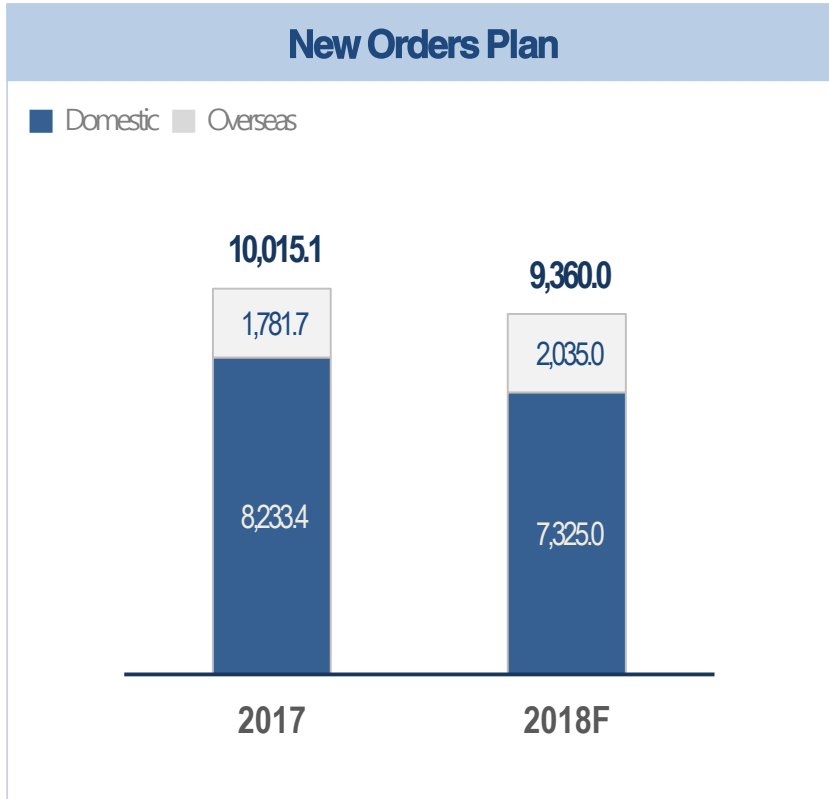 New Orders Plan
Domestic Overseas
10,015.1
9,360.0
1,781.7
2,035.0
8,233.4
7,325.0
2017 2018F